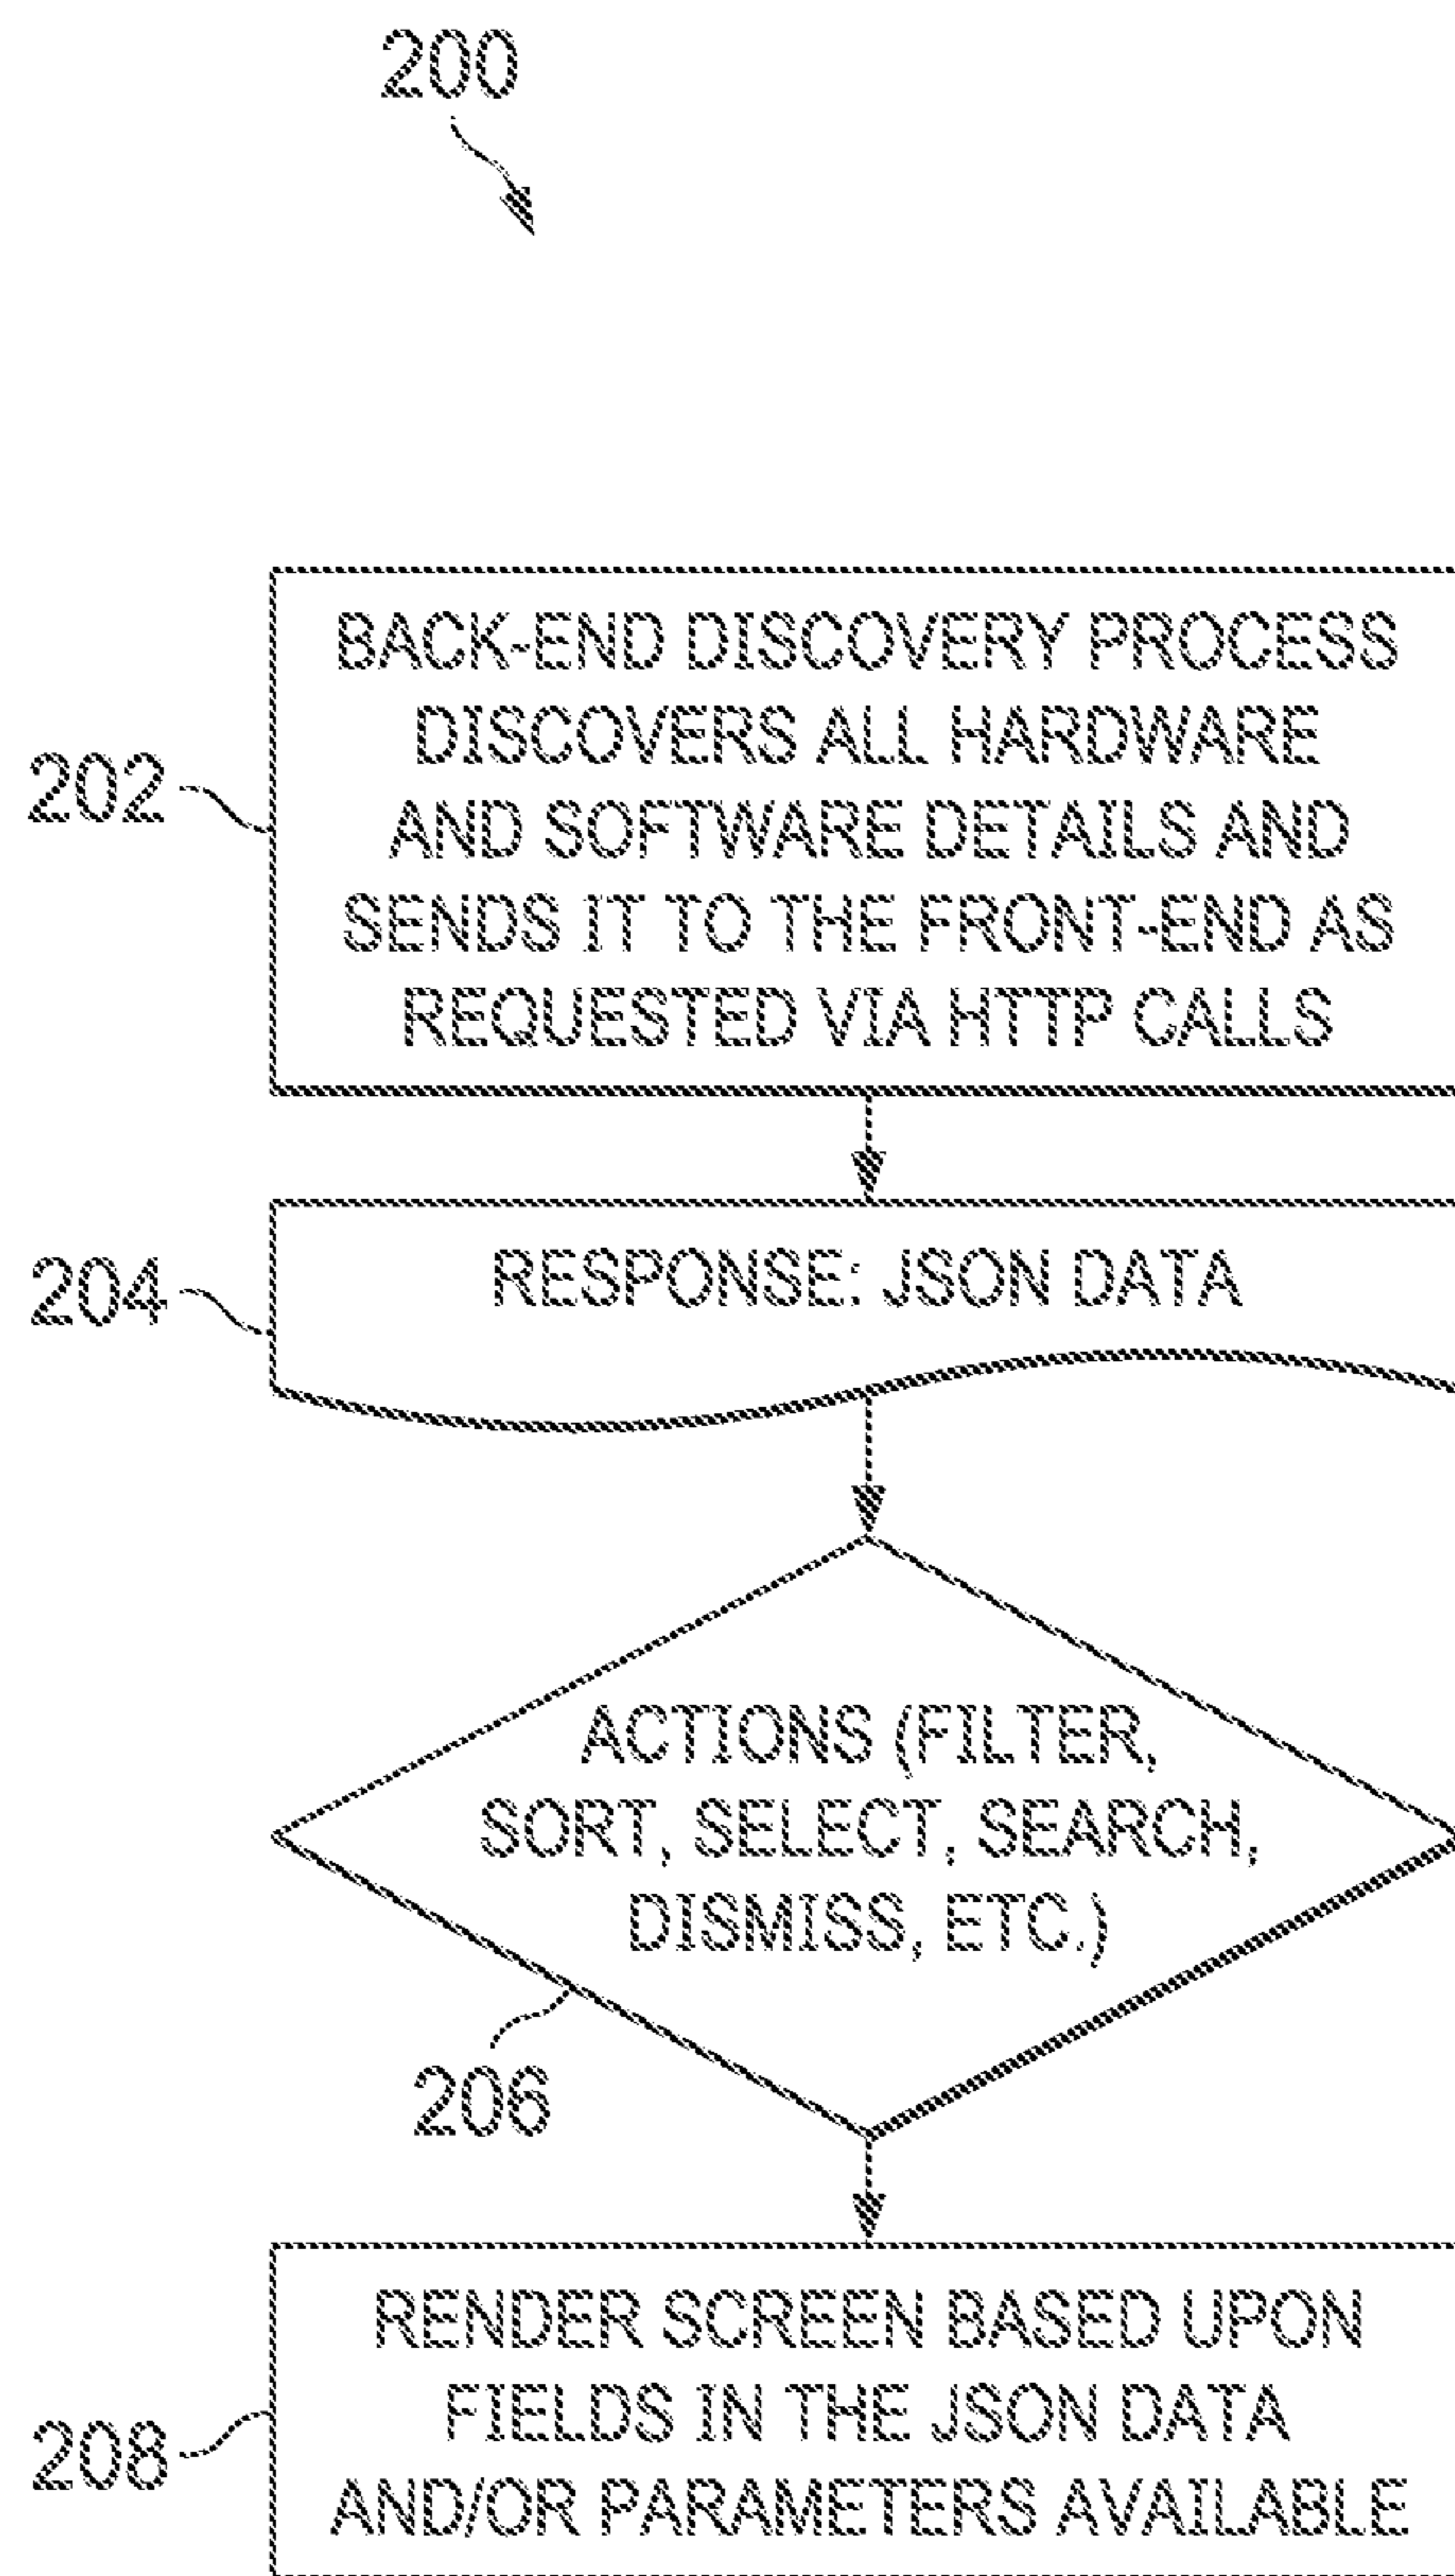 200
BACK-END DISCOVERY PROCESS
DISCOVERS ALL HARDWARE
AND SOFTWARE DETAILS AND
SENDS IT TO THE FRONT-END AS
REQUESTED VIA HTTP CALLS
202
RESPONSE: JSON DATA
204
ACTIONS (FILTER,
SORT, SELECT, SEARCH,
DISMISS, ETC.)
206
RENDER SCREEN BASED UPON
FIELDS IN THE JSON DATA
AND/OR PARAMETERS AVAILABLE
208